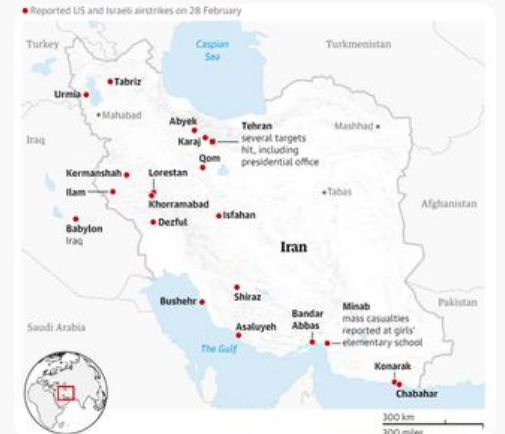 Reported US and Israeli airstrikes on 28 February
Turkey
Caspian
Sea
Turkmenistan
Tabriz
Urmia
Mahabad
Abyek
Tehran
several targets
hit, including
presidential office
Mashhad
Karaj
Iraq
Qom
Kermanshah
Lorestan
Ilam
Tabas
Khorramabad
Afghanistan
Isfahan
Dezful
Babylon
Iraq
Iran
Shiraz
Bushehr
Pakistan
Minab
mass casualties
reported at girls'
elementary school
Bandar
Abbas
Saudi Arabia
Asaluyeh
The Gulf
Konarak
Chabahar
300 km
300 miles